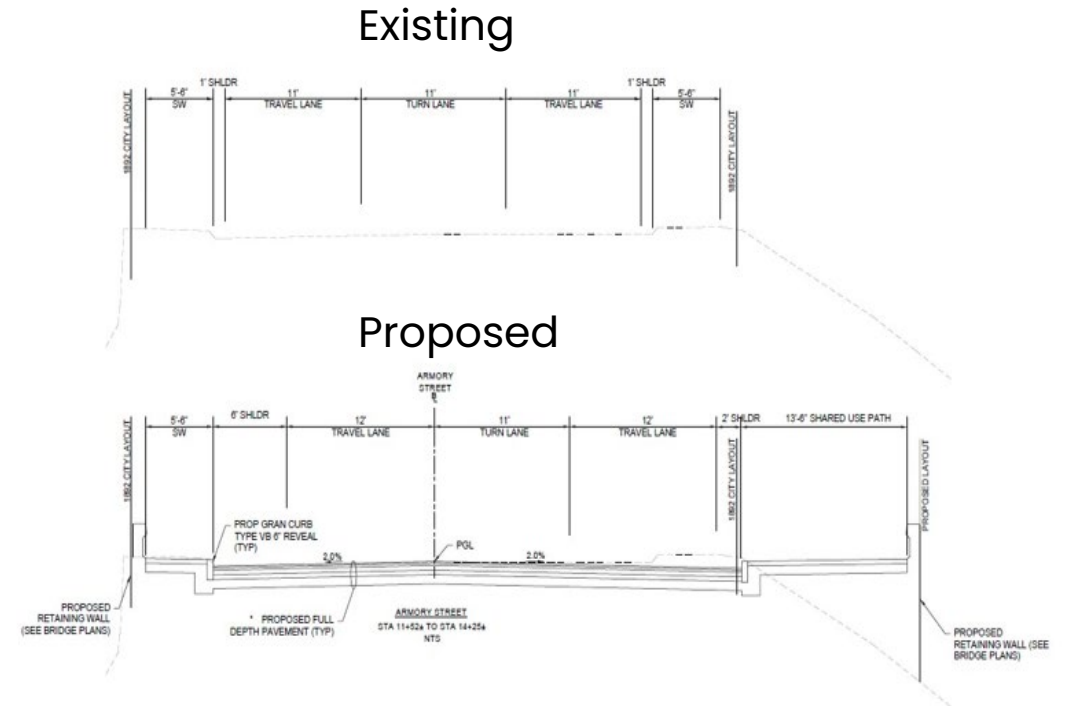 Existing
1' SHLDR
1' SHLDR
5'-6"
11'
11'
11'
5'-6"
SW
TRAVEL LANE
TURN LANE
TRAVEL LANE
SW
1892 CITY LAYOUT
1892 CITY LAYOUT
Proposed
ARMORY
STREET
5'-6"
6' SHLDR
12'
11'
12'
2' SHLDR
13'-6" SHARED USE PATH
SW
TRAVEL LANE
TURN LANE
TRAVEL LANE
1892 CITY LAYOUT
1892 CITY LAYOUT
PROPOSED LAYOUT
PROP GRAN CURB
TYPE VB 6" REVEAL
(TYP)
PGL
2.0%
2.0%
PROPOSED
RETAINING WALL
(SEE BRIDGE PLANS)
* PROPOSED FULL
DEPTH PAVEMENT (TYP)
ARMORY STREET
STA 11+52± TO STA 14+25±
NTS
PROPOSED
RETAINING WALL (SEE
BRIDGE PLANS)